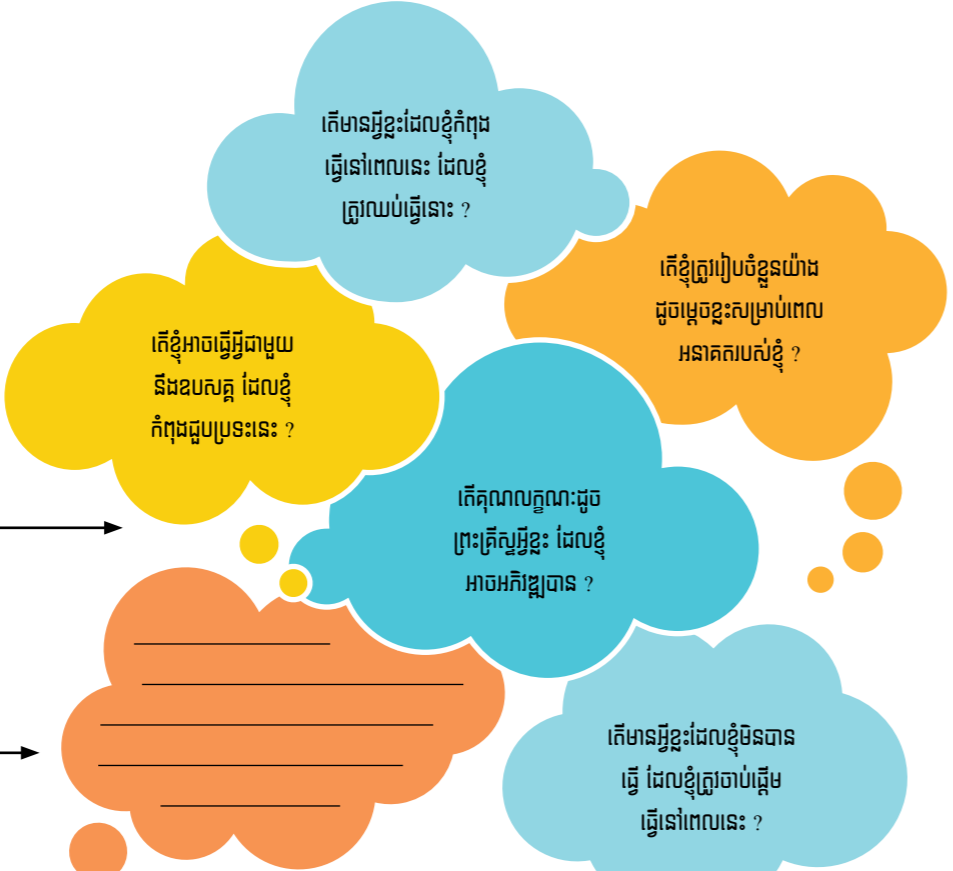 តើមានអ្វីខ្លះដែលខ្ញុំកំពុង
ធ្វើនៅពេលនេះ ដែលខ្ញុំ
ត្រូវឈប់ធ្វើនោះ ?
តើខ្ញុំត្រូវរៀបចំខ្លួនយ៉ាង
ដូចម្ដេចខ្លះសម្រាប់ពេល
អនាគតរបស់ខ្ញុំ ?
តើខ្ញុំអាចធ្វើអ្វីជាមួយ
នឹងឧបសគ្គ ដែលខ្ញុំ
កំពុងជួបប្រទះនេះ ?
តើគុណលក្ខណៈដូច
ព្រះគ្រីស្ទអ្វីខ្លះ ដែលខ្ញុំ
អាចអភិវឌ្ឍបាន ?
តើមានអ្វីខ្លះដែលខ្ញុំមិនបាន
ធ្វើ ដែលខ្ញុំត្រូវចាប់ផ្ដើម
ធ្វើនៅពេលនេះ ?